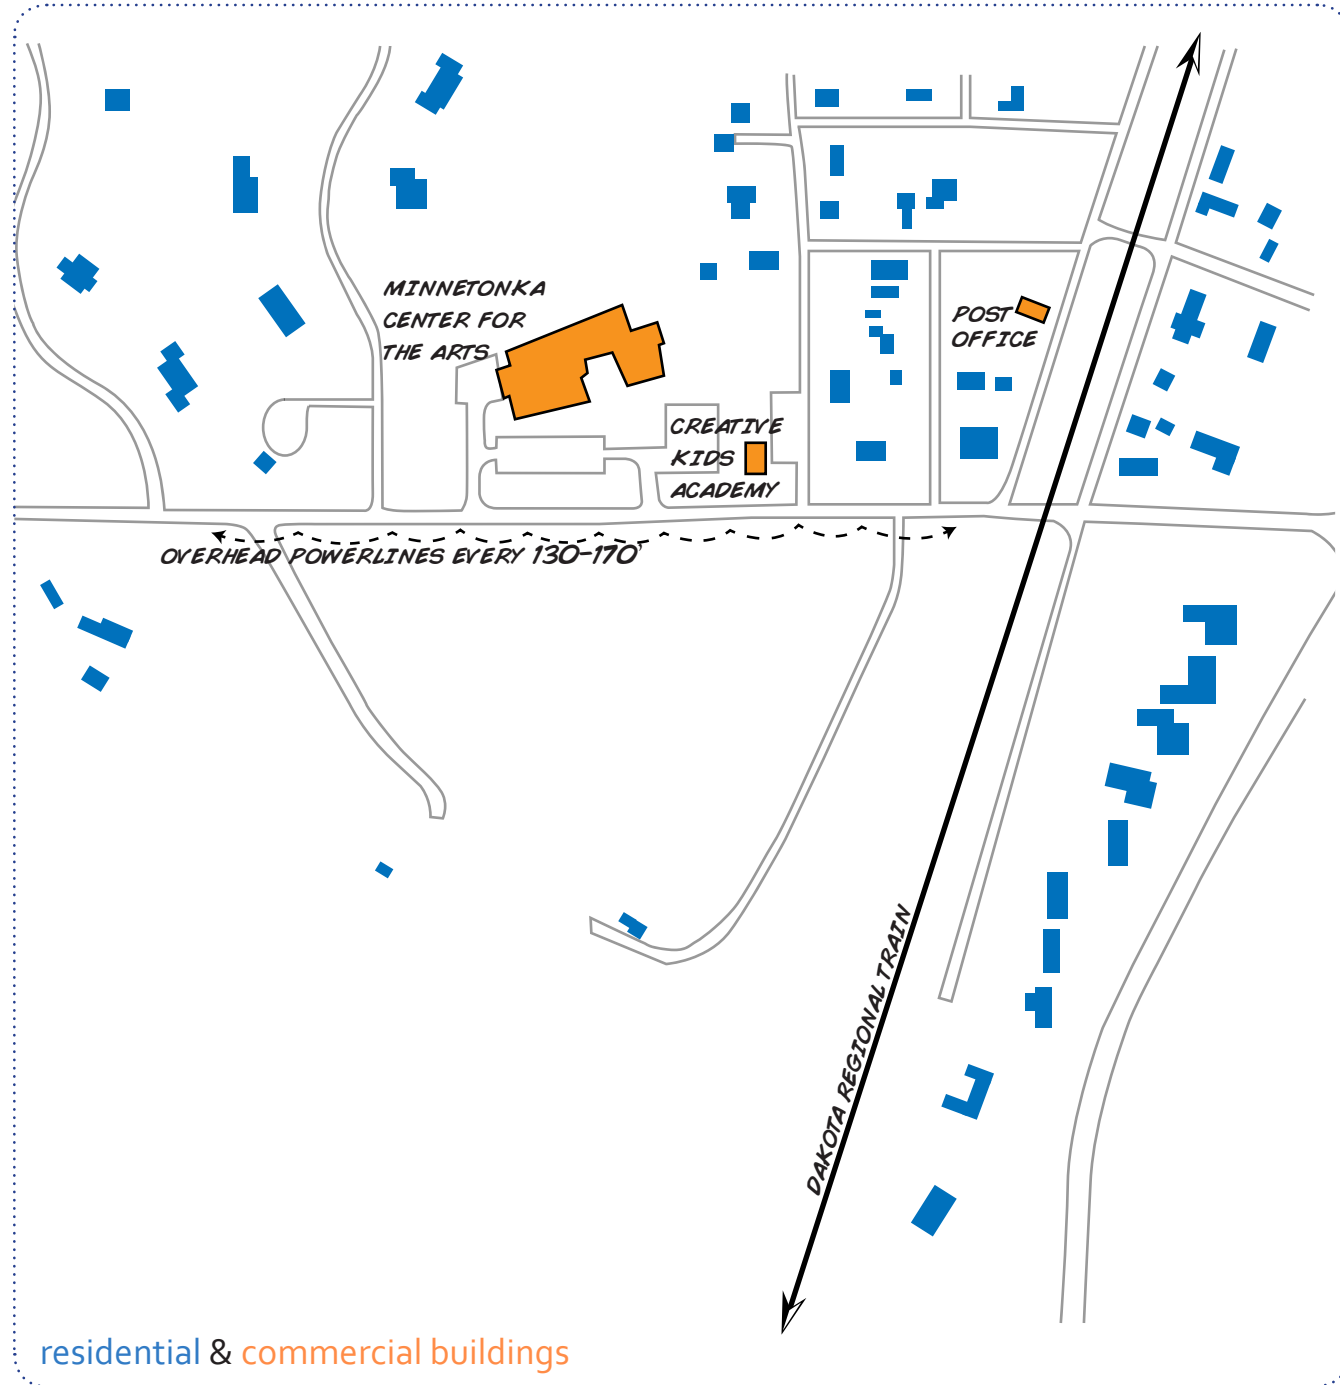 MINNETONKA
CENTER FOR
THE ARTS
POST
OFFICE
CREATIVE
KIDS
ACADEMY
OVERHEAD POWERLINES EVERY 130-170'
DAKOTA REGIONAL TRAIN
residential & commercial buildings